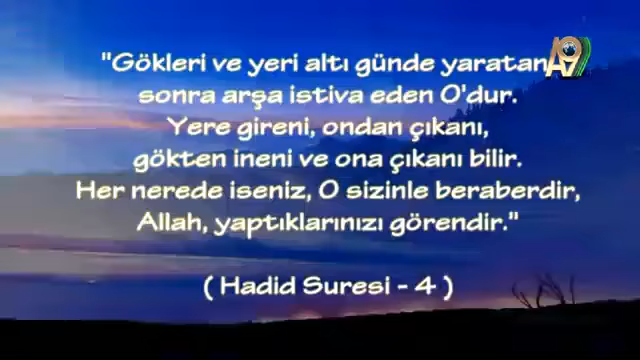 "Gökleri ve yeri altı günde yaratan,
sonra arşa istiva eden O'dur.
Yere gireni, ondan çıkanı,
gökten ineni ve ona çıkanı bilir.
Her nerede iseniz, O sizinle beraberdir,
Allah, yaptıklarınızı görendir."
( Hadid Suresi - 4 )
A9